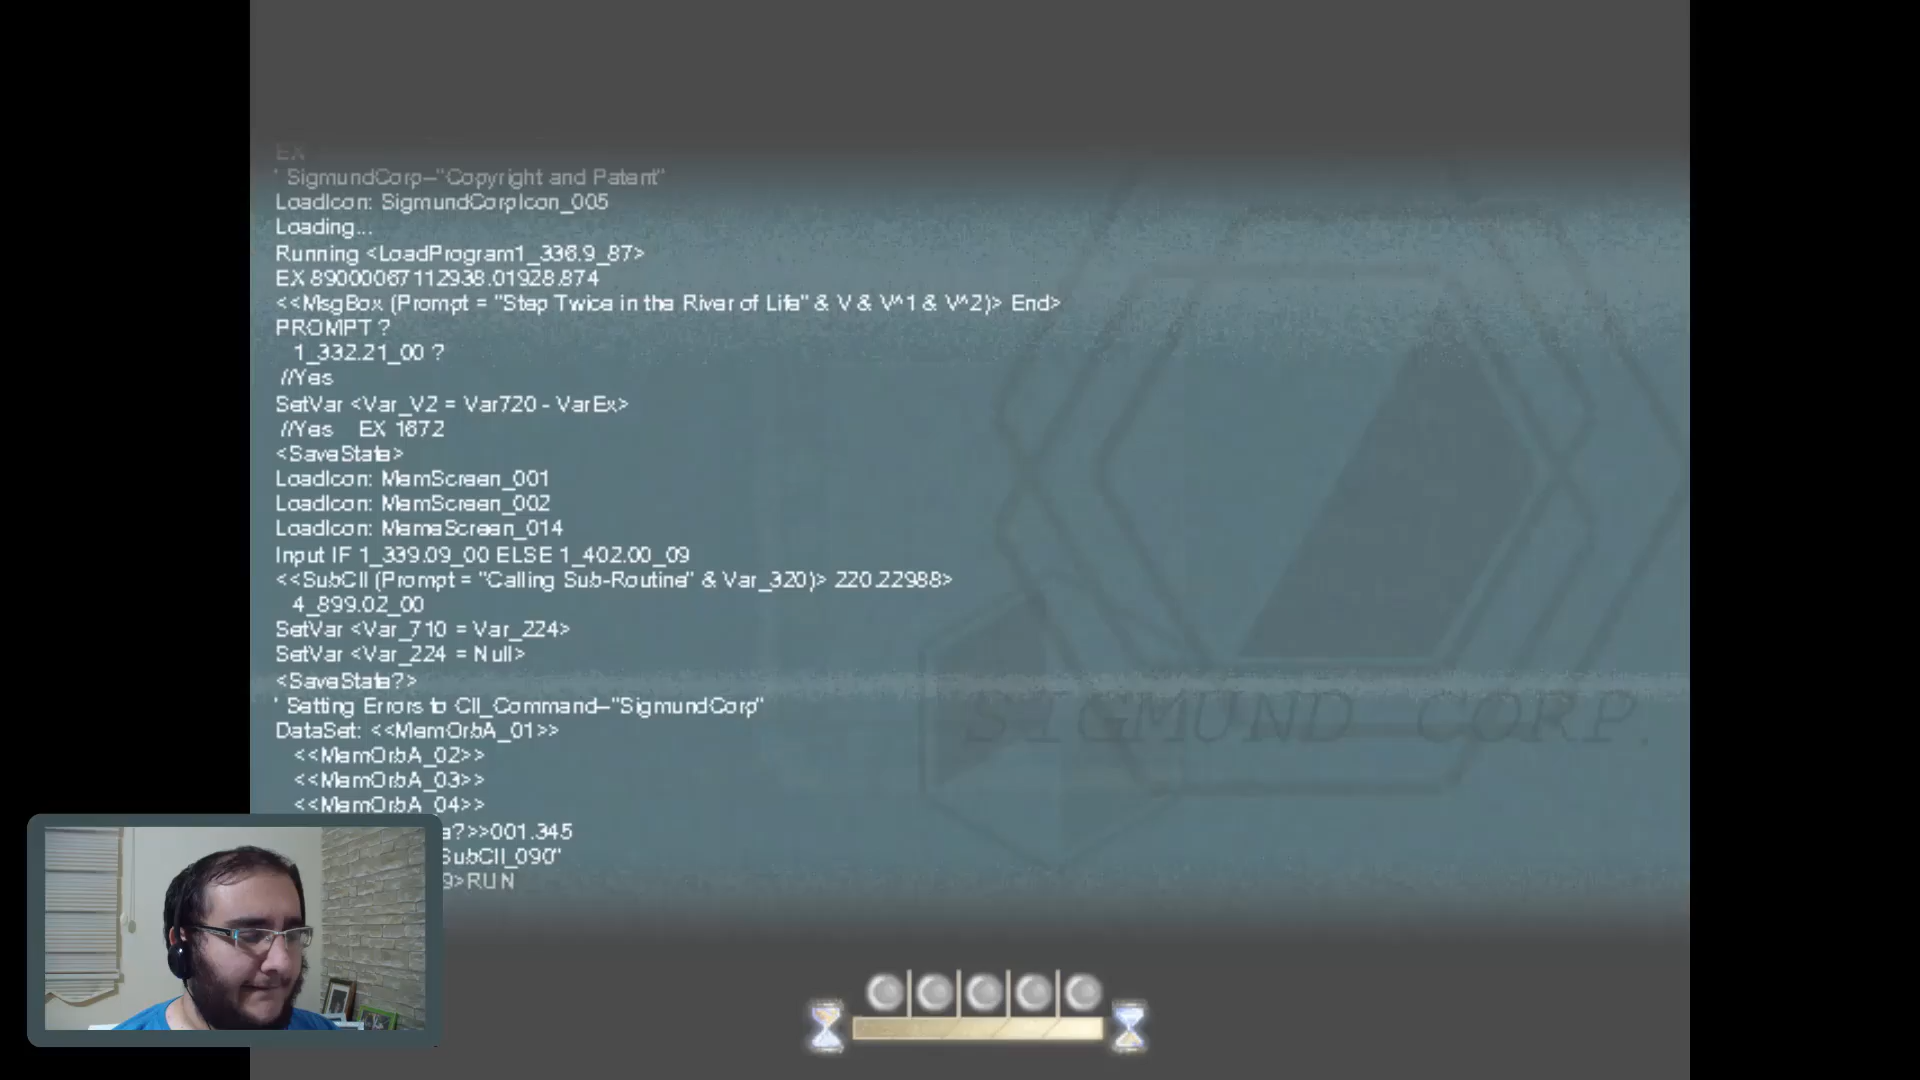 EX
' SigmundCorp--"Copyright and Patent"
LoadIcon: SigmundCorpIcon_005
Loading...
Running <LoadProgram1_336.9_87>
EX 89000067112938.01928.874
<<MsgBox (Prompt = "Step Twice in the River of Life" & V & V^1 & V^2)> End>
PROMPT ?
1_332.21_00 ?
//Yes
SetVar <Var_V2 = Var720 - VarEx>
//Yes EX 1672
<SaveState>
LoadIcon: MemScreen_001
LoadIcon: MemScreen_002
LoadIcon: MemeScreen_014
Input IF 1_339.09_00 ELSE 1_402.00_09
<<SubCll (Prompt = "Calling Sub-Routine" & Var_320)> 220.22988>
4_899.02_00
SetVar <Var_710 = Var_224>
SetVar <Var_224 = Null>
<SaveState?>
' Setting Errors to Cll_Command--"SigmundCorp"
SIGMUND CORP.
DataSet: <<MemOrbA_01>>
<<MemOrbA_02>>
<<MemOrbA_03>>
<<MemOrbA_04>>
a?>>001.345
SubCll_090"
9>RUN